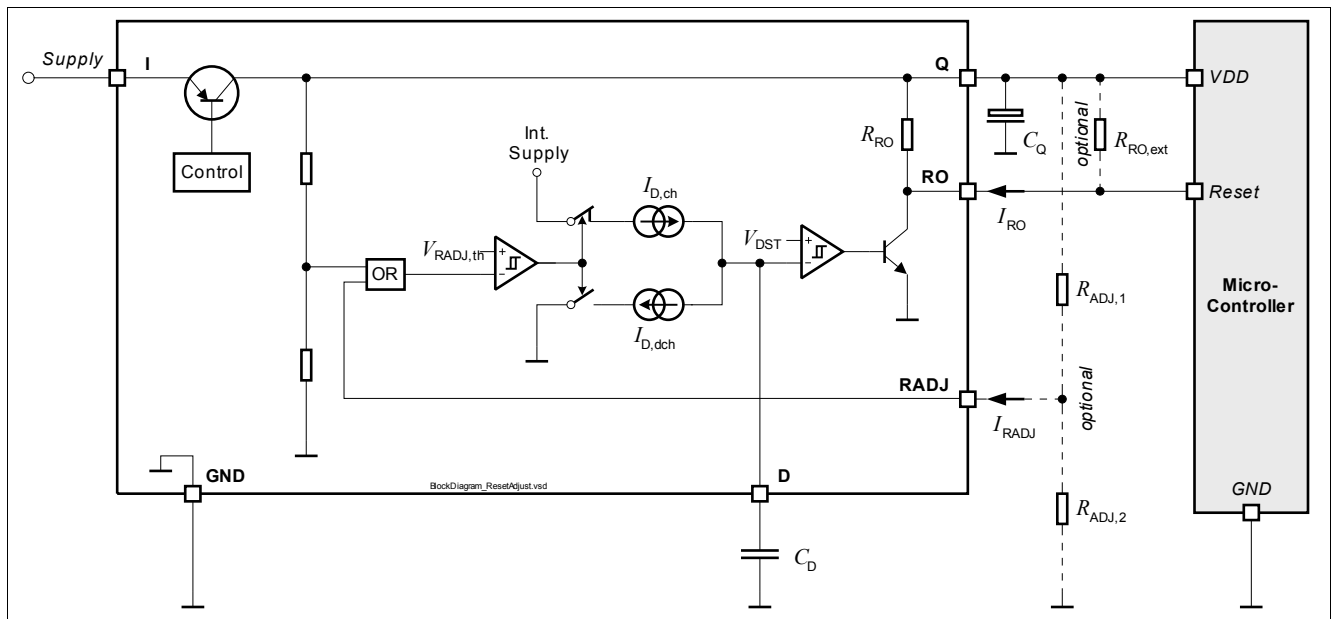 Supply
I
Q
VDD
Control
Int.
Supply
R_RO
C_Q
optional
R_RO,ext
RO
Reset
I_D,ch
I_RO
V_RADJ,th
+
−
OR
V_DST
+
−
I_D,dch
R_ADJ,1
Micro-
Controller
RADJ
optional
I_RADJ
GND
BlockDiagram_ResetAdjust.vsd
D
GND
R_ADJ,2
C_D